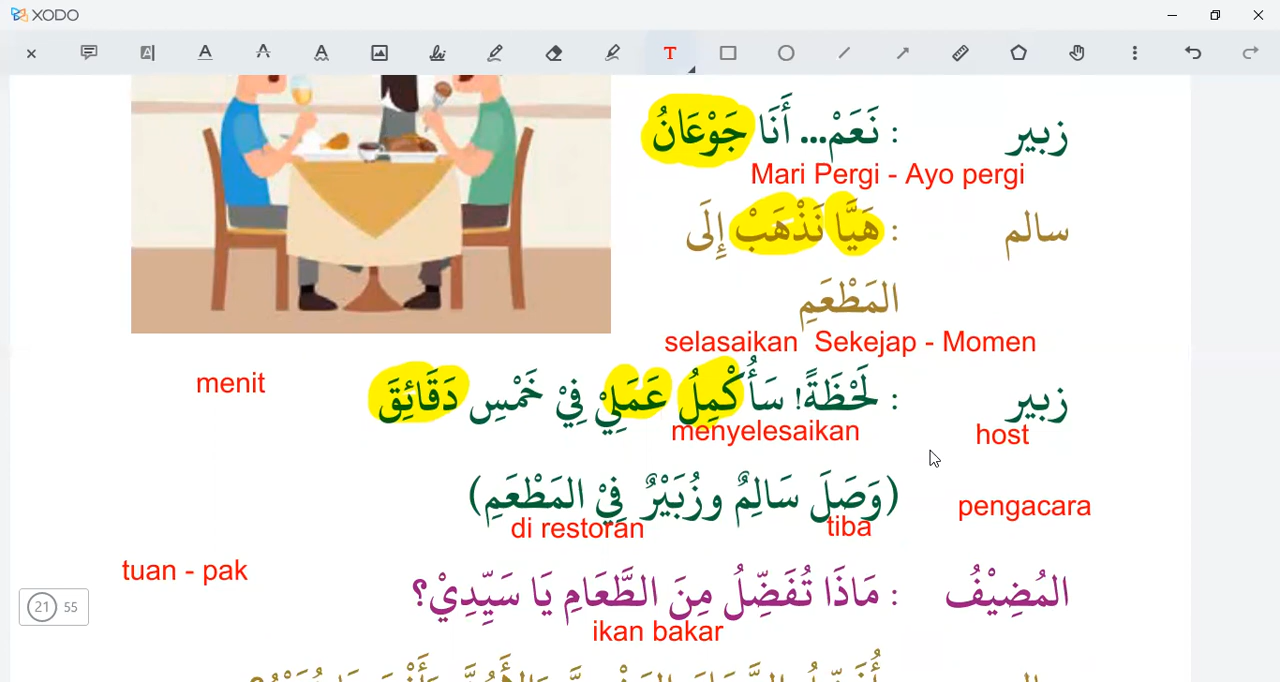 XODO
زبير : نَعَمْ... أَنَا جَوْعَانُ
Mari Pergi - Ayo pergi
سالم : هَيَّا نَذْهَبْ إِلَى
المَطْعَمِ
selasaikan Sekejap - Momen
menit
زبير : لَحْظَةً! سَأُكْمِلُ عَمَلِيْ فِيْ خَمْسِ دَقَائِقَ
menyelesaikan
host
(وَصَلَ سَالِمٌ وزُبَيْرٌ فِيْ المَطْعَمِ)
pengacara
di restoran tiba
tuan - pak
المُضِيْفُ : مَاذَا تُفَضِّلُ مِنَ الطَّعَامِ يَا سَيِّدِيْ؟
21 55
ikan bakar